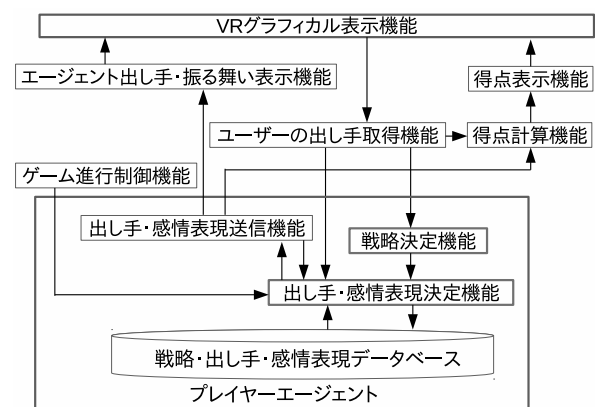 VRグラフィカル表示機能
エージェント出し手・振る舞い表示機能
得点表示機能
ユーザーの出し手取得機能
得点計算機能
ゲーム進行制御機能
出し手・感情表現送信機能
戦略決定機能
出し手・感情表現決定機能
戦略・出し手・感情表現データベース
プレイヤーエージェント